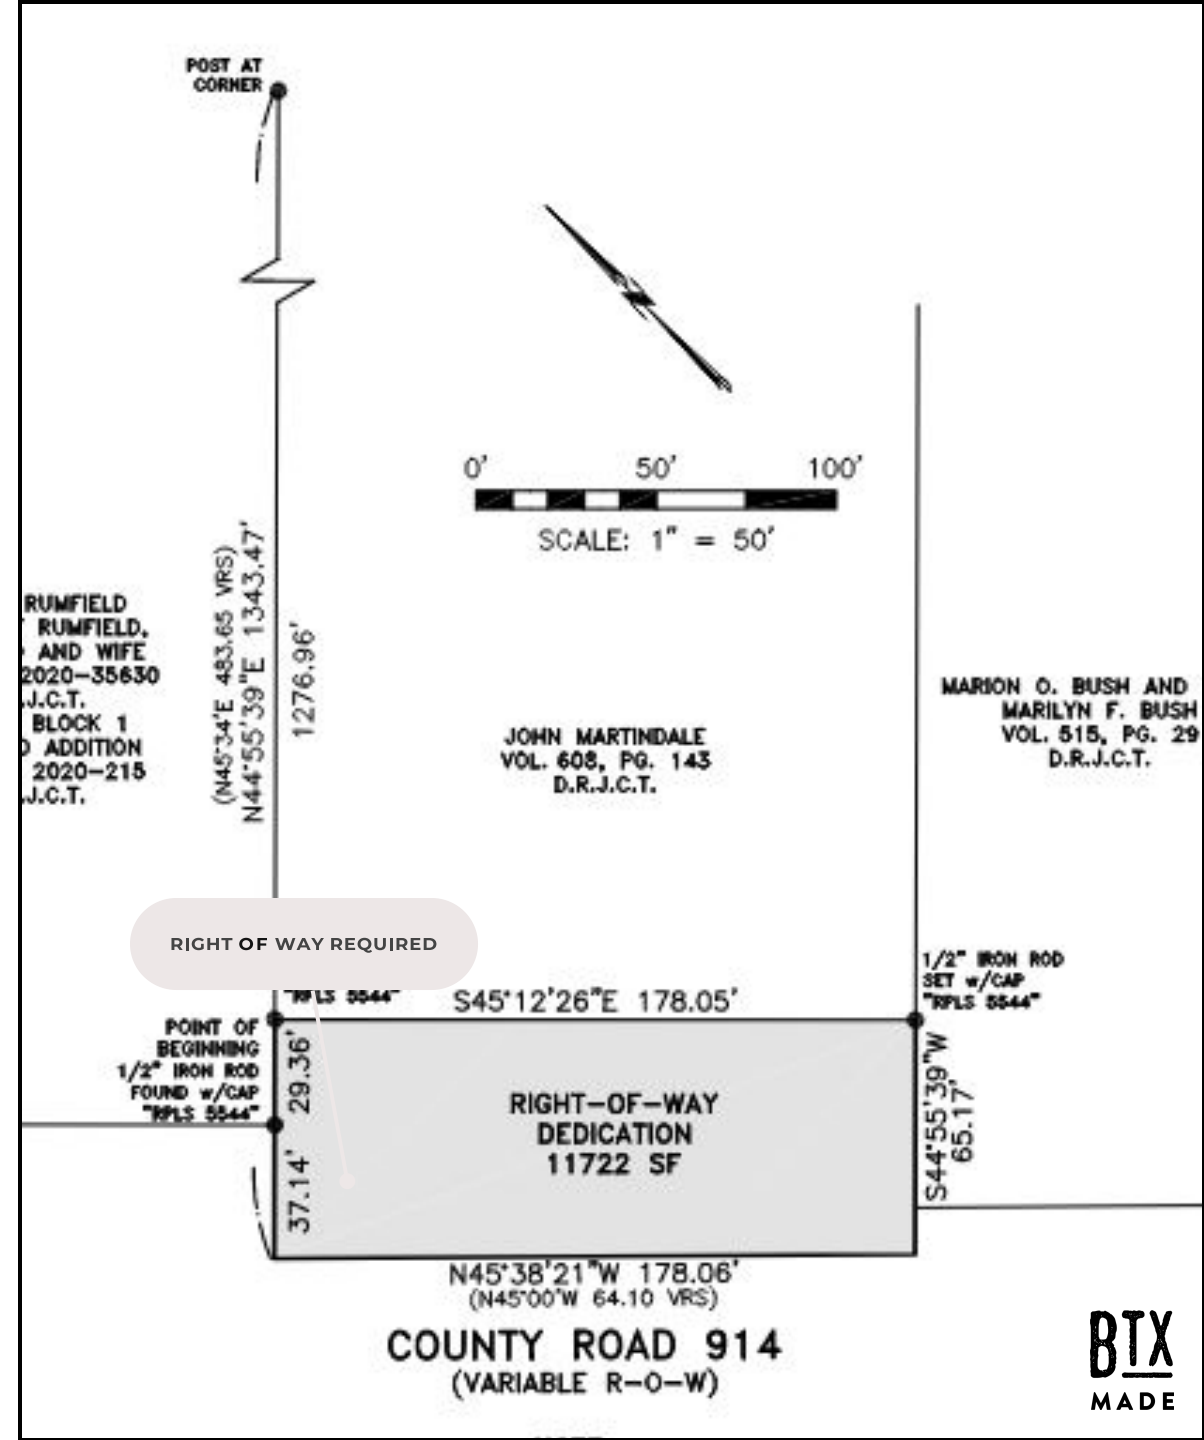 POST AT
CORNER
0' 50' 100'
SCALE: 1" = 50'
(N45°34'E 483.65 VRS)
N44°55'39"E 1343.47'
1276.96'
RUMFIELD
RUMFIELD,
AND WIFE
2020-35630
.J.C.T.
BLOCK 1
ADDITION
2020-215
.J.C.T.
JOHN MARTINDALE
VOL. 608, PG. 143
D.R.J.C.T.
MARION O. BUSH AND
MARILYN F. BUSH
VOL. 515, PG. 29
D.R.J.C.T.
RIGHT OF WAY REQUIRED
"RPLS 5544"
S45°12'26"E 178.05'
1/2" IRON ROD
SET w/CAP
"RPLS 5544"
POINT OF
BEGINNING
1/2" IRON ROD
FOUND w/CAP
"RPLS 5544"
29.36'
37.14'
RIGHT-OF-WAY
DEDICATION
11722 SF
S44°55'39"W
65.17'
N45°38'21"W 178.06'
(N45°00'W 64.10 VRS)
COUNTY ROAD 914
(VARIABLE R-O-W)
BTX
MADE